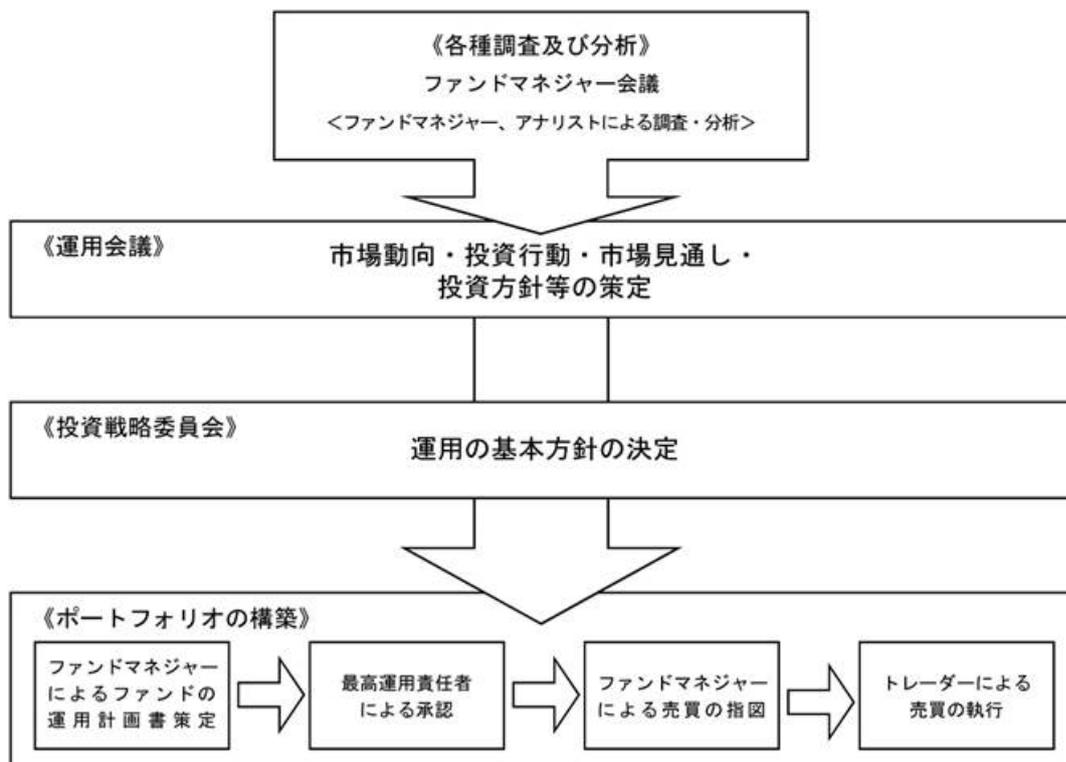 《各種調査及び分析》
ファンドマネジャー会議
<ファンドマネジャー、アナリストによる調査・分析>
《運用会議》
市場動向・投資行動・市場見通し・
投資方針等の策定
《投資戦略委員会》
運用の基本方針の決定
《ポートフォリオの構築》
ファンドマネジャー
によるファンドの
運用計画書策定
最高運用責任者
による承認
ファンドマネジャー
による売買の指図
トレーダーによる
売買の執行